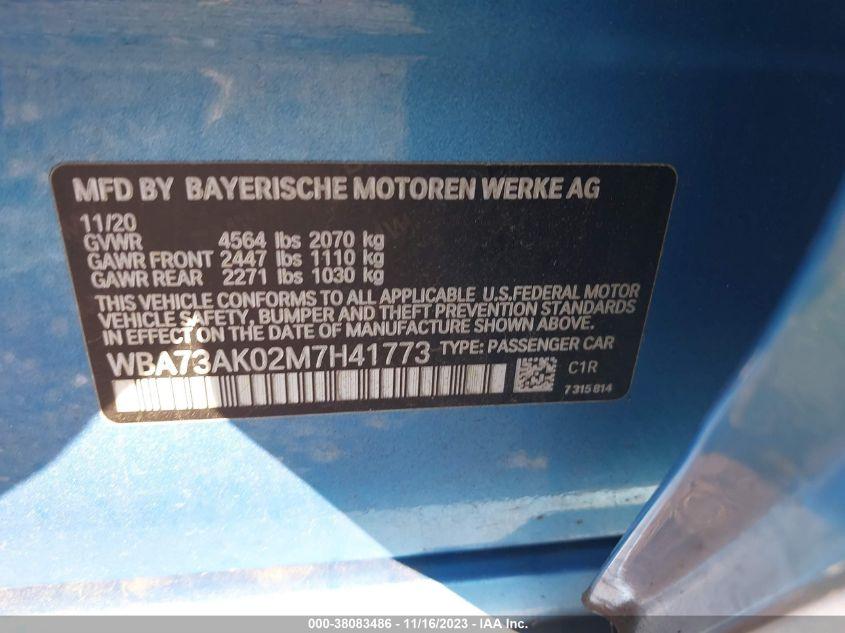 MFD BY BAYERISCHE MOTOREN WERKE AG
11/20
GVWR 4564 lbs 2070 kg
GAWR FRONT 2447 lbs 1110 kg
GAWR REAR 2271 lbs 1030 kg
THIS VEHICLE CONFORMS TO ALL APPLICABLE U.S.FEDERAL MOTOR
VEHICLE SAFETY, BUMPER AND THEFT PREVENTION STANDARDS
IN EFFECT ON THE DATE OF MANUFACTURE SHOWN ABOVE.
WBA73AK02M7H41773 TYPE: PASSENGER CAR
C1R
7315814
000-38083486 - 11/16/2023 - IAA Inc.